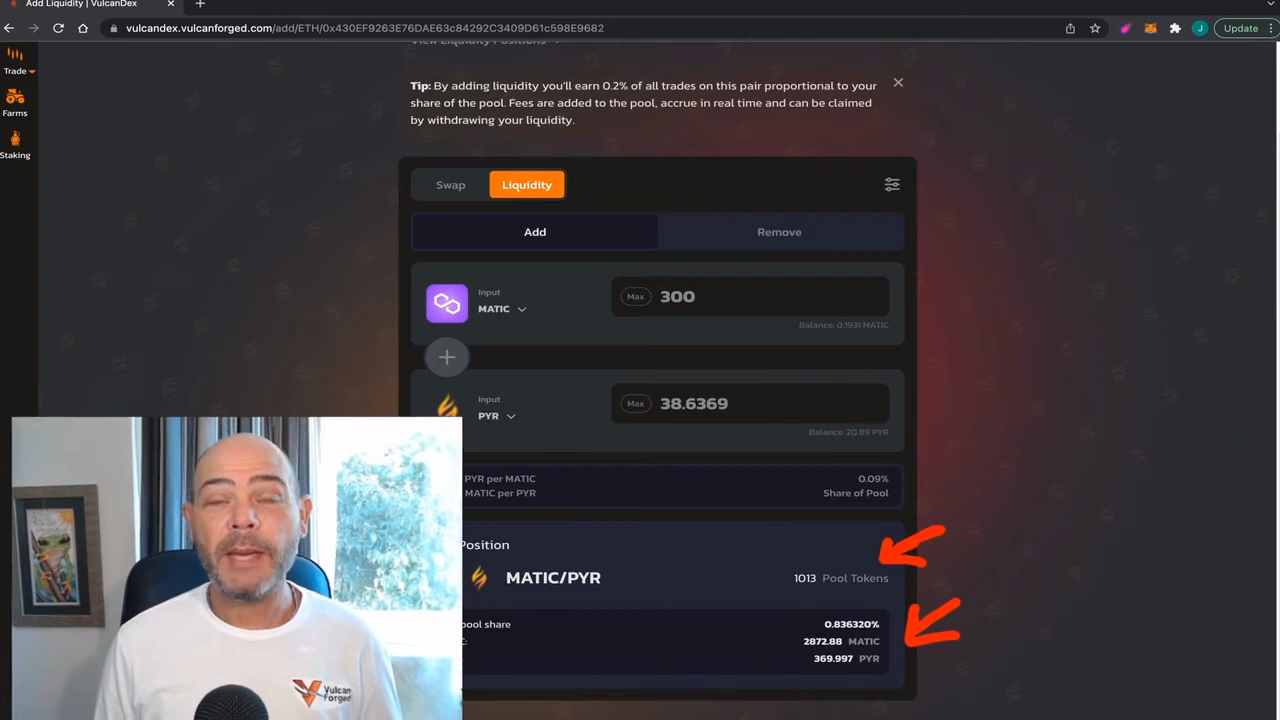 Add Liquidity | VulcanDex
vulcandex.vulcanforged.com/add/ETH/0x430EF9263E76DAE63c84292C3409D61c598E9682
J
Update
Trade
Farms
Staking
View Liquidity Positions
Tip: By adding liquidity you'll earn 0.2% of all trades on this pair proportional to your
share of the pool. Fees are added to the pool, accrue in real time and can be claimed
by withdrawing your liquidity.
Swap
Liquidity
Add
Remove
Input
MATIC
Max
300
Balance: 0.1931 MATIC
Input
PYR
Max
38.6369
Balance: 20.89 PYR
PYR per MATIC
0.09%
MATIC per PYR
Share of Pool
Position
MATIC/PYR
1013 Pool Tokens
pool share
0.836320%
2872.88 MATIC
369.997 PYR
Vulcan
Forged